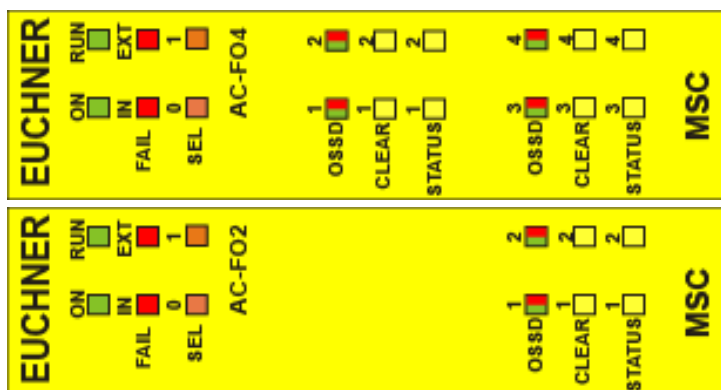 EUCHNER
ON RUN
IN EXT
FAIL
0 1
SEL
AC-FO4
1 2
OSSD
1 2
CLEAR
1 2
STATUS
3 4
OSSD
3 4
CLEAR
3 4
STATUS
MSC
EUCHNER
ON RUN
IN EXT
FAIL
0 1
SEL
AC-FO2
1 2
OSSD
1 2
CLEAR
1 2
STATUS
MSC